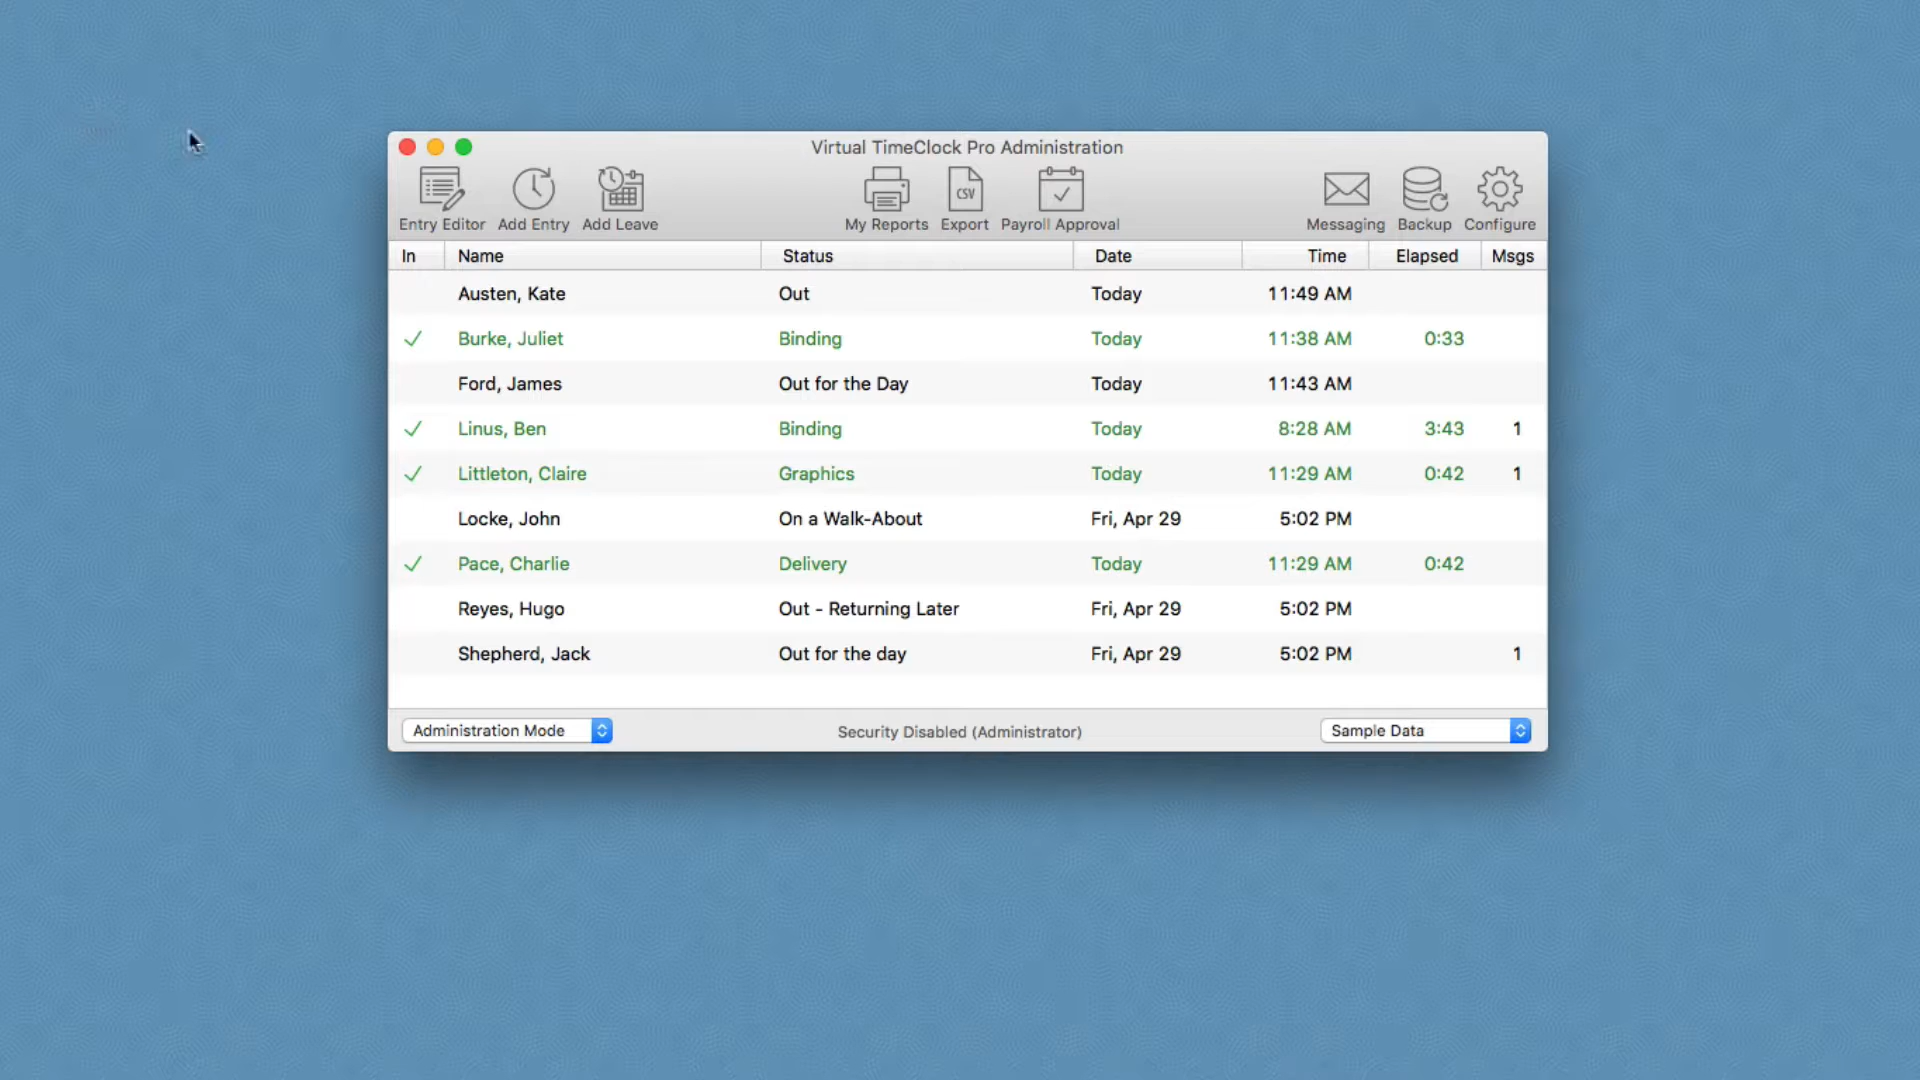 Virtual TimeClock Pro Administration
Entry Editor Add Entry Add Leave CSV My Reports Export Payroll Approval Messaging Backup Configure
In Name Status Date Time Elapsed Msgs
Austen, Kate Out Today 11:49 AM
Burke, Juliet Binding Today 11:38 AM 0:33
Ford, James Out for the Day Today 11:43 AM
Linus, Ben Binding Today 8:28 AM 3:43 1
Littleton, Claire Graphics Today 11:29 AM 0:42 1
Locke, John On a Walk-About Fri, Apr 29 5:02 PM
Pace, Charlie Delivery Today 11:29 AM 0:42
Reyes, Hugo Out - Returning Later Fri, Apr 29 5:02 PM
Shepherd, Jack Out for the day Fri, Apr 29 5:02 PM 1
Administration Mode Security Disabled (Administrator) Sample Data